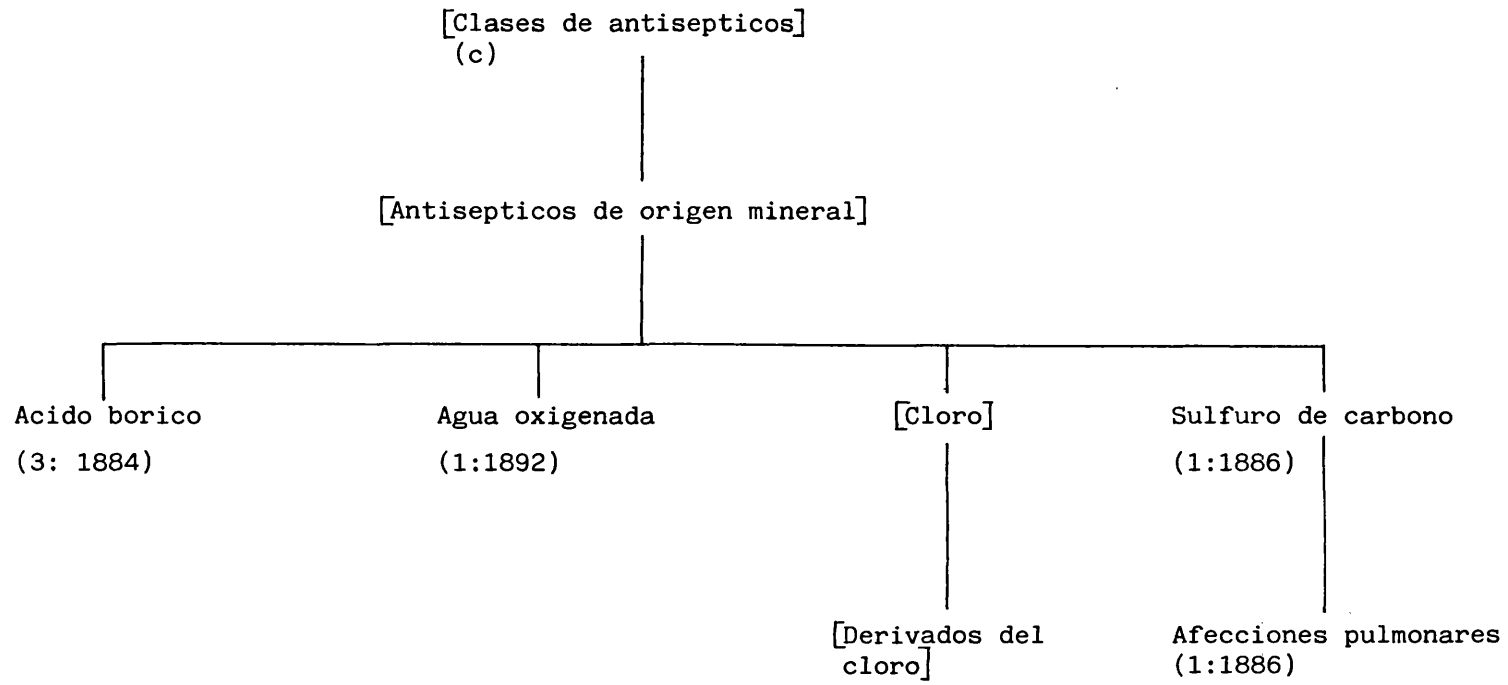 [Clases de antisepticos]
(c)
[Antisepticos de origen mineral]
Acido borico
(3: 1884)
Agua oxigenada
(1:1892)
[Cloro]
Sulfuro de carbono
(1:1886)
[Derivados del
cloro]
Afecciones pulmonares
(1:1886)